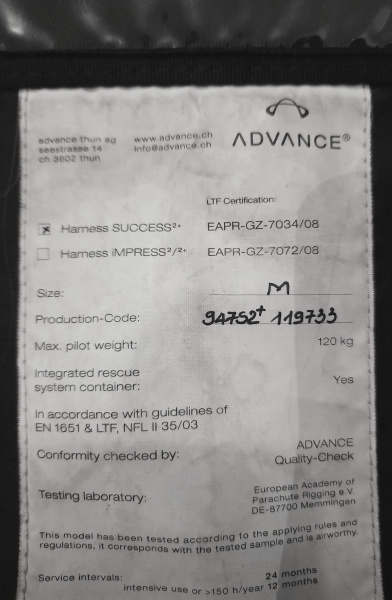 ADVANCE®
advance thun ag www.advance.ch
seestrasse 14 info@advance.ch
ch 3602 thun
LTF Certification:
Harness SUCCESS²⁺ EAPR-GZ-7034/08
Harness IMPRESS²/²⁺ EAPR-GZ-7072/08
Size: M
Production-Code: 94752+ 119733
Max. pilot weight: 120 kg
Integrated rescue
system container: Yes
In accordance with guidelines of
EN 1651 & LTF, NFL II 35/03
Conformity checked by: ADVANCE
Quality-Check
Testing laboratory: European Academy of
Parachute Rigging e.V.
DE-87700 Memmingen
This model has been tested according to the applying rules and
regulations, it corresponds with the tested sample and is airworthy.
Service intervals: 24 months
intensive use or >150 h/year 12 months